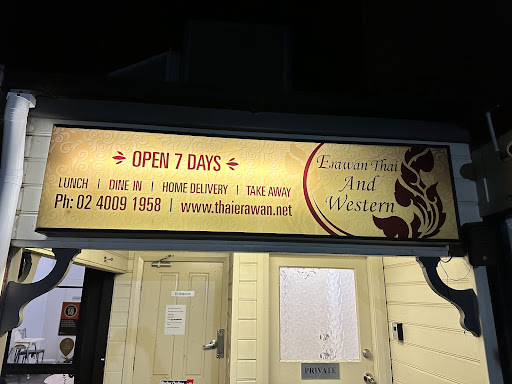 OPEN 7 DAYS
LUNCH | DINE IN | HOME DELIVERY | TAKE AWAY
Ph: 02 4009 1958 | www.thaierawan.net
Erawan Thai
And
Western
Entrance
PRIVATE